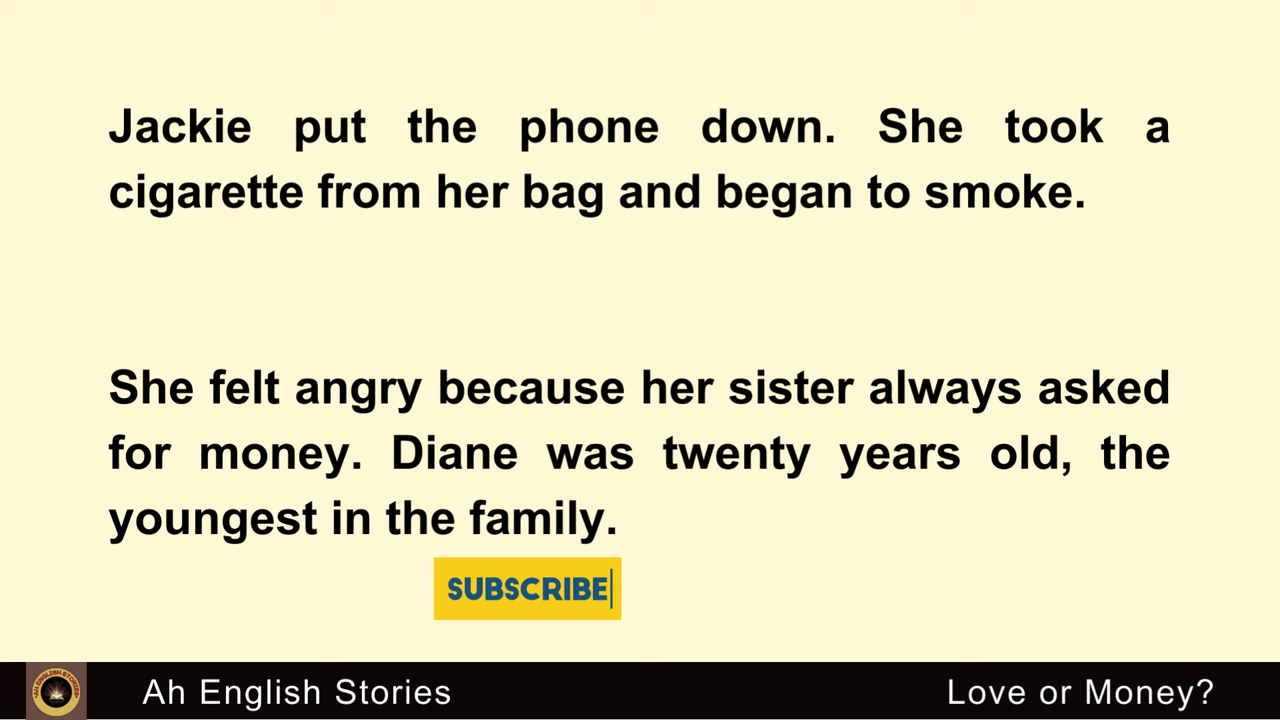 Jackie put the phone down. She took a
cigarette from her bag and began to smoke.
She felt angry because her sister always asked
for money. Diane was twenty years old, the
youngest in the family.
SUBSCRIBE
Ah English Stories
Love or Money?